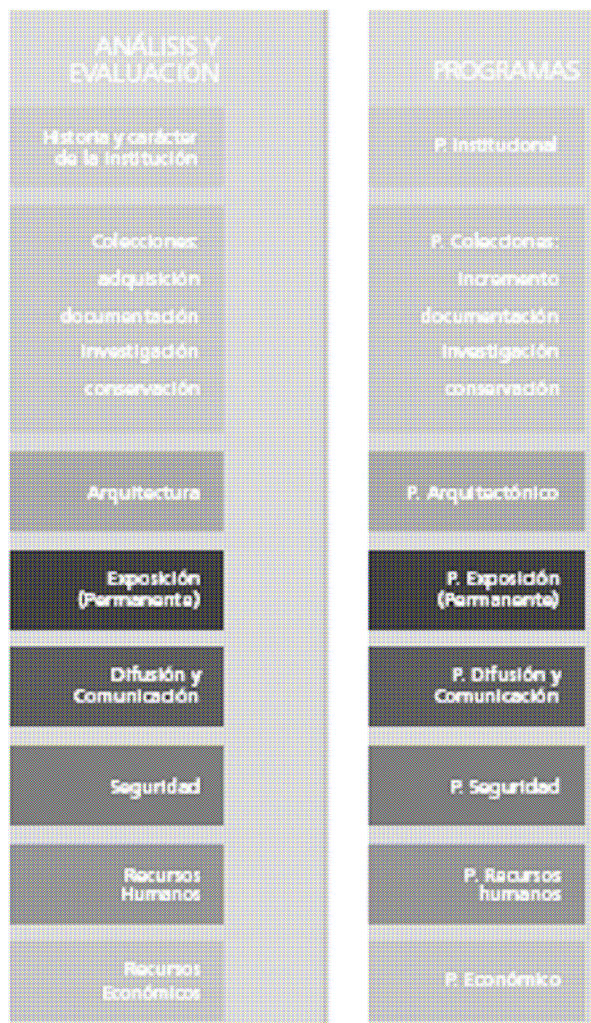 ANÁLISIS Y
EVALUACIÓN
Historia y carácter
de la institución
Colecciones:
adquisición
documentación
investigación
conservación
Arquitectura
Exposición
(Permanente)
Difusión y
Comunicación
Seguridad
Recursos
Humanos
Recursos
Económicos
PROGRAMAS
P. Institucional
P. Colecciones:
incremento
documentación
investigación
conservación
P. Arquitectónico
P. Exposición
(Permanente)
P. Difusión y
Comunicación
P. Seguridad
P. Recursos
humanos
P. Económico